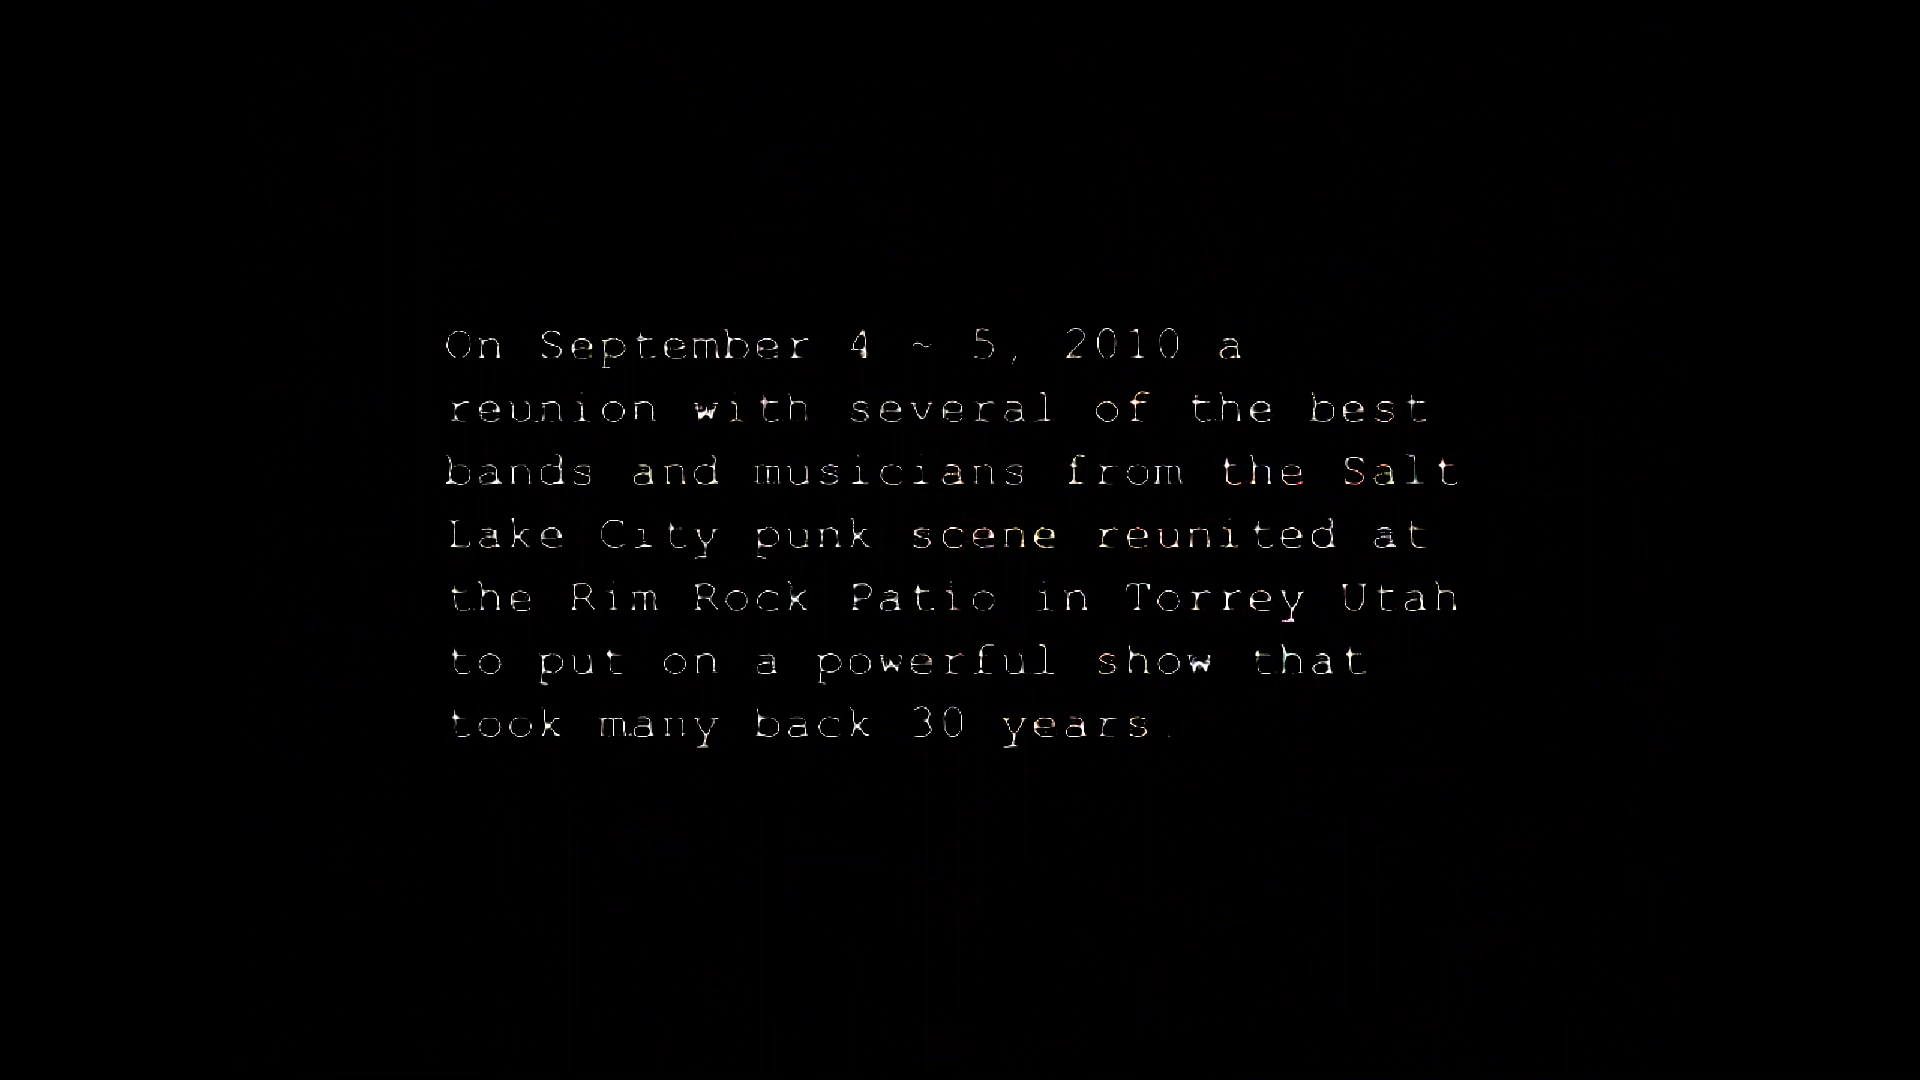 On September 4 ~ 5, 2010 a
reunion with several of the best
bands and musicians from the Salt
Lake City punk scene reunited at
the Rim Rock Patio in Torrey Utah
to put on a powerful show that
took many back 30 years.